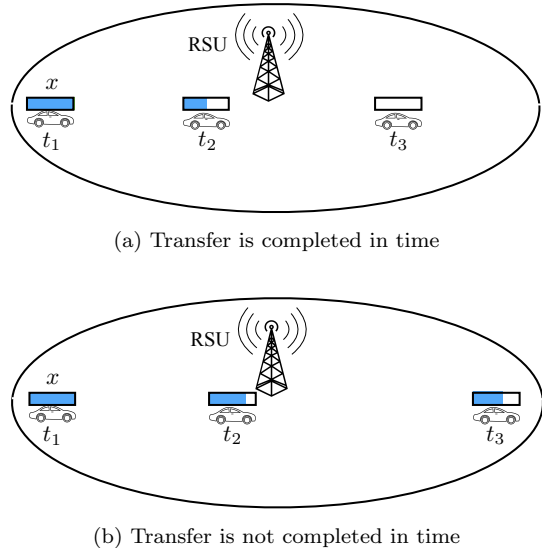 RSU
x
t1 t2 t3
(a) Transfer is completed in time
RSU
x
t1 t2 t3
(b) Transfer is not completed in time